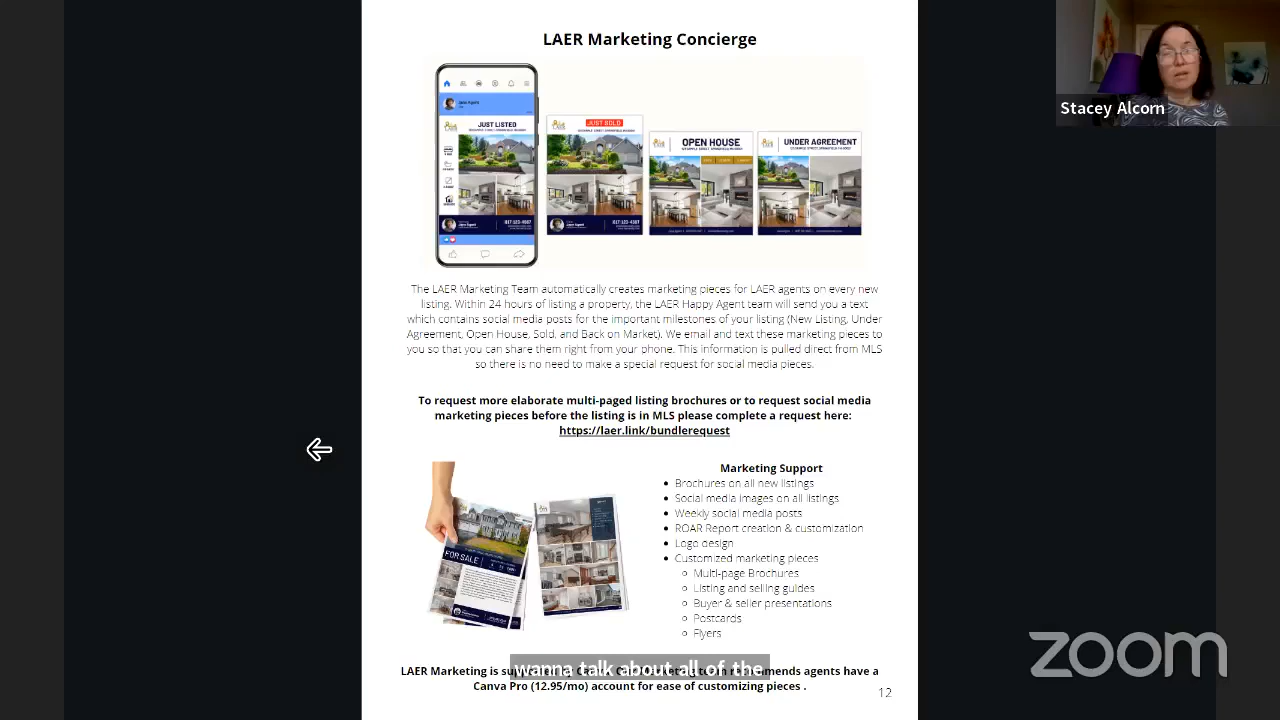 LAER Marketing Concierge
Stacey Alcorn
JUST LISTED
JUST SOLD
OPEN HOUSE
UNDER AGREEMENT
The LAER Marketing Team automatically creates marketing pieces for LAER agents on every new
listing. Within 24 hours of listing a property, the LAER Happy Agent team will send you a text
which contains social media posts for the important milestones of your listing (New Listing, Under
Agreement, Open House, Sold, and Back on Market). We email and text these marketing pieces to
you so that you can share them right from your phone. This information is pulled direct from MLS
so there is no need to make a special request for social media pieces.
To request more elaborate multi-paged listing brochures or to request social media
marketing pieces before the listing is in MLS please complete a request here:
https://laer.link/bundlerequest
FOR SALE
Marketing Support
• Brochures on all new listings
• Social media images on all listings
• Weekly social media posts
• ROAR Report creation & customization
• Logo design
• Customized marketing pieces
◦ Multi-page Brochures
◦ Listing and selling guides
◦ Buyer & seller presentations
◦ Postcards
◦ Flyers
LAER Marketing is agents have a
wanna talk about all of the
Canva Pro (12.95/mo) account for ease of customizing pieces .
12
zoom